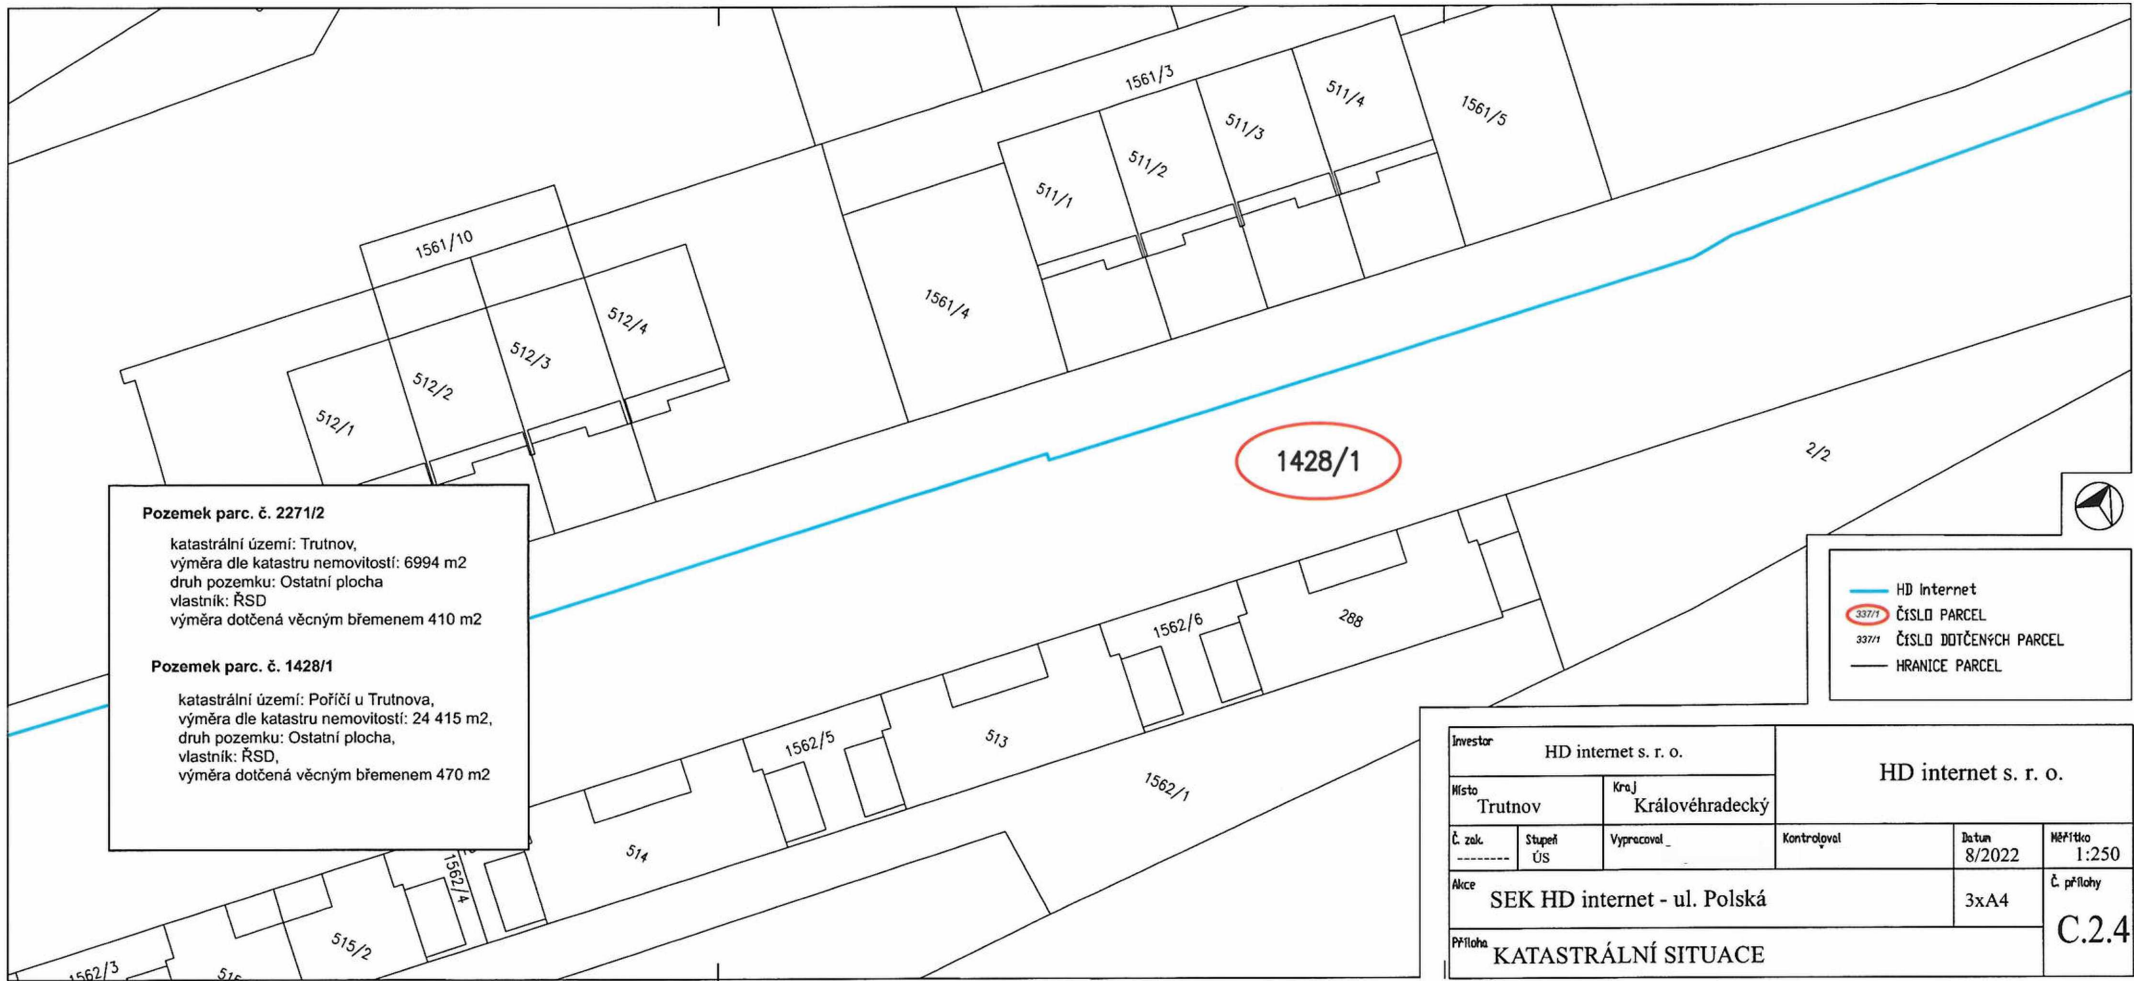 1561/3
511/4
1561/5
511/3
511/2
511/1
1561/10
1561/4
512/4
512/3
512/2
512/1
1428/1
2/2
Pozemek parc. č. 2271/2
katastrální území: Trutnov,
výměra dle katastru nemovitostí: 6994 m2
druh pozemku: Ostatní plocha
vlastník: ŘSD
výměra dotčená věcným břemenem 410 m2
Pozemek parc. č. 1428/1
katastrální území: Poříčí u Trutnova,
výměra dle katastru nemovitostí: 24 415 m2,
druh pozemku: Ostatní plocha,
vlastník: ŘSD,
výměra dotčená věcným břemenem 470 m2
288
1562/6
513
1562/5
1562/1
514
1562/4
515/2
1562/3
HD Internet
337/1 ČÍSLO PARCEL
337/1 ČÍSLO DOTČENÝCH PARCEL
HRANICE PARCEL
Investor
HD internet s. r. o.
HD internet s. r. o.
Místo
Trutnov
Kraj
Královéhradecký
Č. zak.
--------
Stupeň
ÚS
Vypracoval
Kontroloval
Datum
8/2022
Měřítko
1:250
Akce
SEK HD internet - ul. Polská
3xA4
Č. přílohy
C.2.4
Příloha
KATASTRÁLNÍ SITUACE